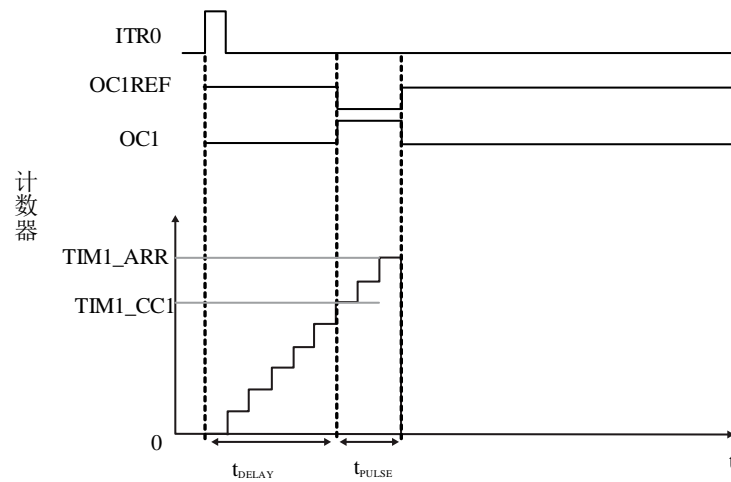 ITR0
OC1REF
OC1
计数器
TIM1_ARR
TIM1_CC1
0
tDELAY
tPULSE
t